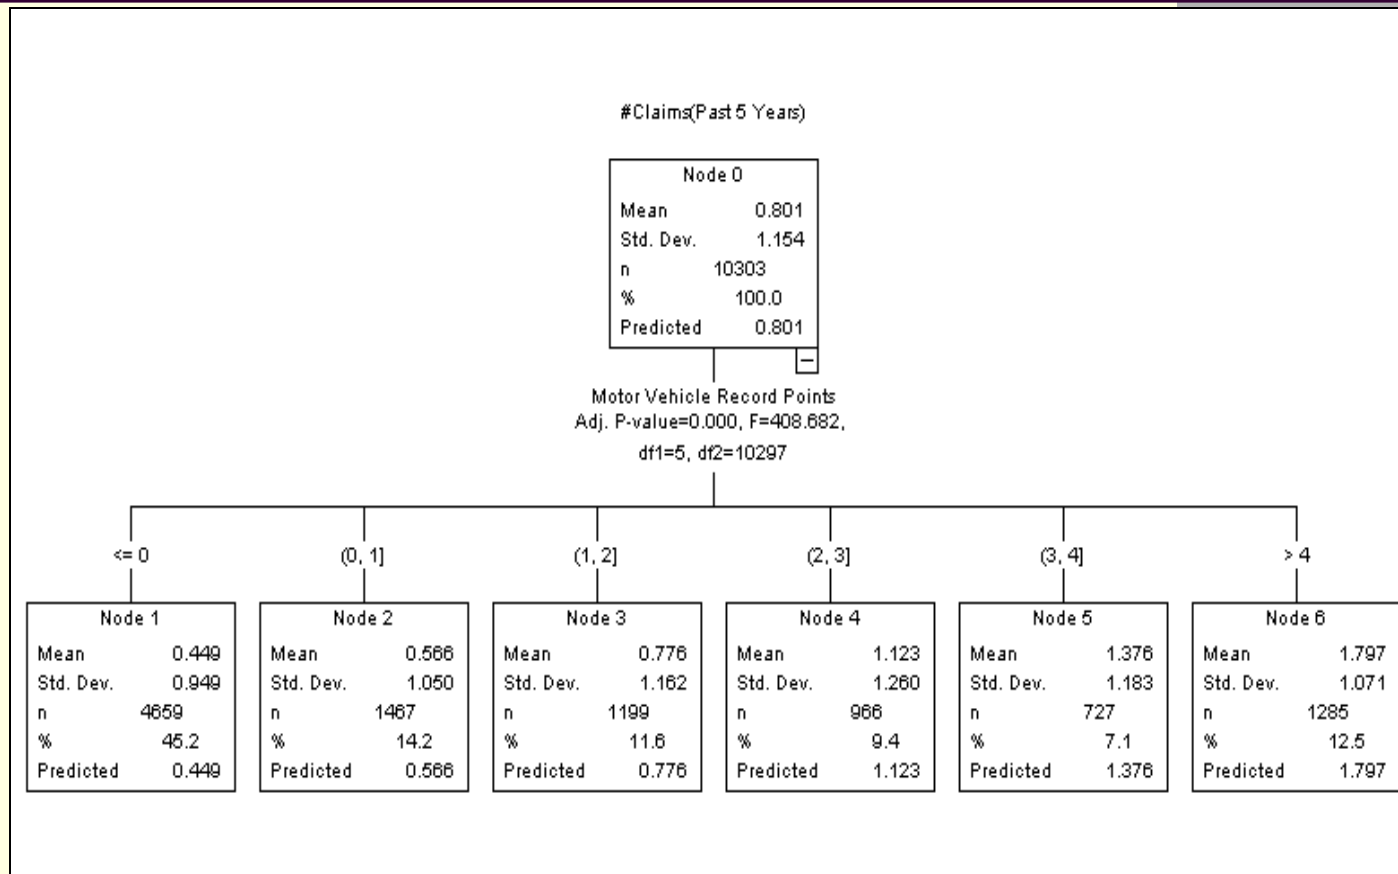 #Claims(Past 5 Years)
Node 0
Mean 0.801
Std. Dev. 1.154
n 10303
% 100.0
Predicted 0.801
Motor Vehicle Record Points
Adj. P-value=0.000, F=408.682,
df1=5, df2=10297
<= 0
(0, 1]
(1, 2]
(2, 3]
(3, 4]
> 4
Node 1
Mean 0.449
Std. Dev. 0.949
n 4659
% 45.2
Predicted 0.449
Node 2
Mean 0.566
Std. Dev. 1.050
n 1467
% 14.2
Predicted 0.566
Node 3
Mean 0.776
Std. Dev. 1.162
n 1199
% 11.6
Predicted 0.776
Node 4
Mean 1.123
Std. Dev. 1.260
n 966
% 9.4
Predicted 1.123
Node 5
Mean 1.376
Std. Dev. 1.183
n 727
% 7.1
Predicted 1.376
Node 6
Mean 1.797
Std. Dev. 1.071
n 1285
% 12.5
Predicted 1.797